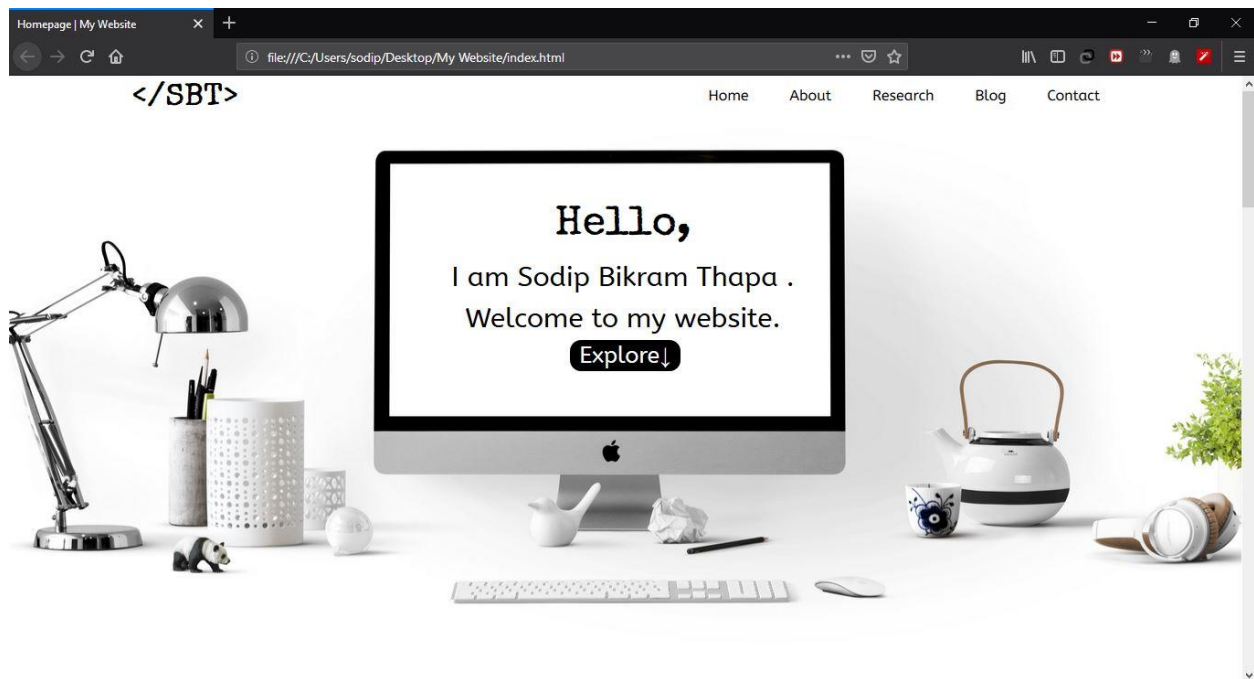 Homepage | My Website
file:///C:/Users/sodip/Desktop/My Website/index.html
</SBT>
Home About Research Blog Contact
Hello,
I am Sodip Bikram Thapa .
Welcome to my website.
Explore↓